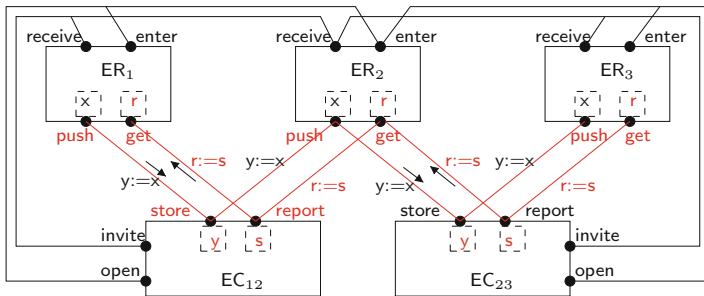 receive enter receive enter receive enter
ER1 ER2 ER3
x r x r x r
push get push get push get
r:=s y:=x r:=s y:=x
y:=x r:=s y:=x r:=s
store report store report
invite y s y s invite
open open
EC12 EC23